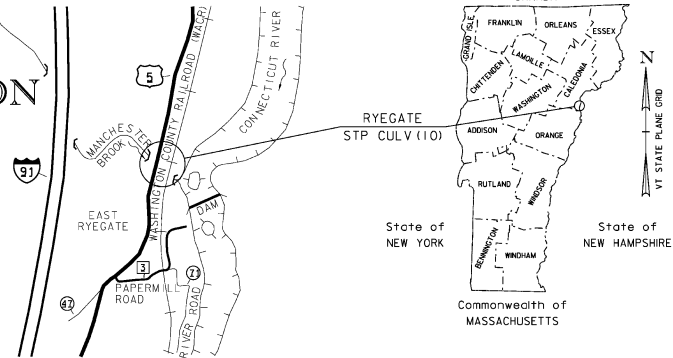 ON
5
91
WASHINGTON COUNTY RAILROAD (WACR)
CONNECTICUT RIVER
MANCHESTER
BROOK
EAST
RYEGATE
DAM
3
71
47
PAPERMILL
ROAD
RIVER ROAD
RYEGATE
STP CULV (10)
GRAND ISLE
FRANKLIN
ORLEANS
ESSEX
LAMOILLE
CHITTENDEN
CALEDONIA
WASHINGTON
ADDISON
ORANGE
RUTLAND
WINDSOR
BENNINGTON
WINDHAM
State of
NEW YORK
State of
NEW HAMPSHIRE
Commonwealth of
MASSACHUSETTS
N
VT STATE PLANE GRID